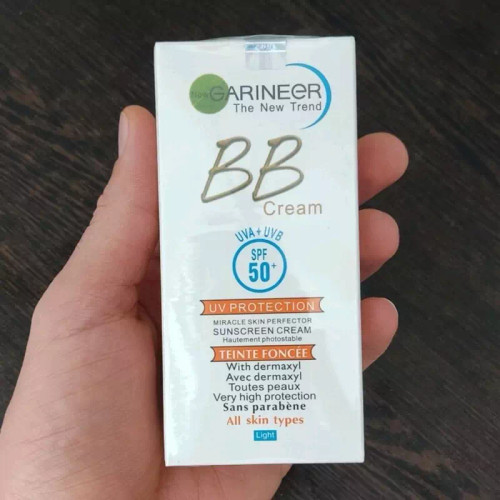 GARINEER
The New Trend
BB
Cream
UVA+UVB
SPF
50+
UV PROTECTION
MIRACLE SKIN PERFECTOR
SUNSCREEN CREAM
Hautement photostable
TEINTE FONCÉE
With dermaxyl
Avec dermaxyl
Toutes peaux
Very high protection
Sans parabène
All skin types
Light